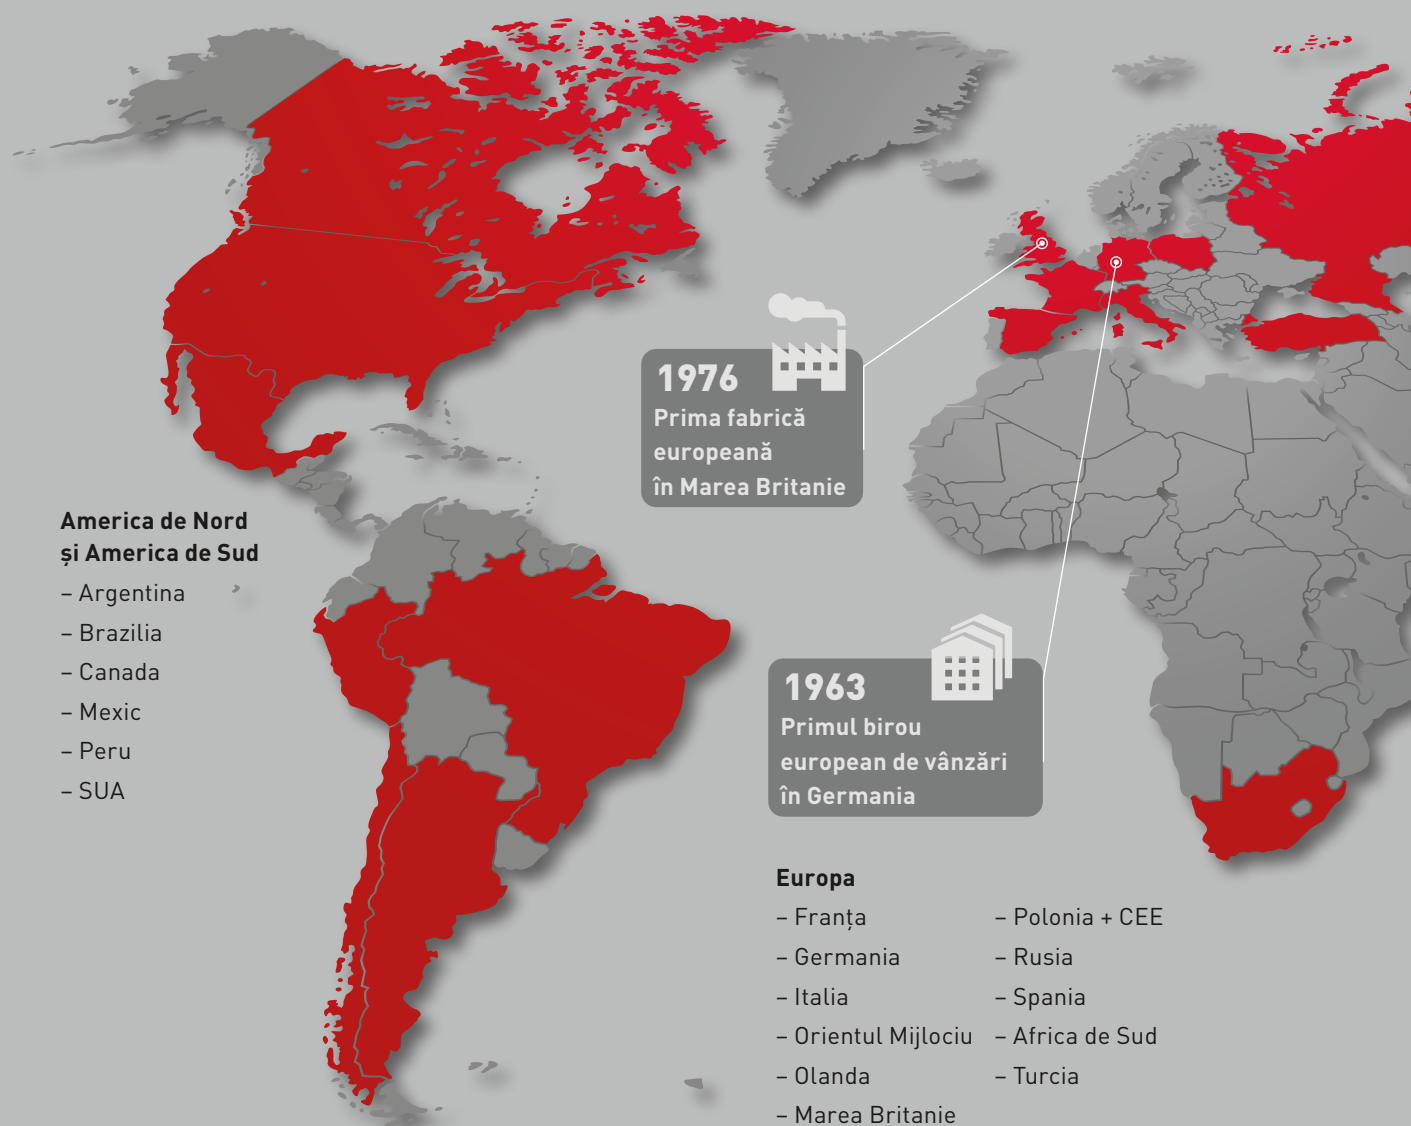 1976
Prima fabrică
europeană
în Marea Britanie
America de Nord
și America de Sud
– Argentina
– Brazilia
– Canada
– Mexic
– Peru
– SUA
1963
Primul birou
european de vânzări
în Germania
Europa
– Franța
– Germania
– Italia
– Orientul Mijlociu
– Olanda
– Marea Britanie
– Polonia + CEE
– Rusia
– Spania
– Africa de Sud
– Turcia